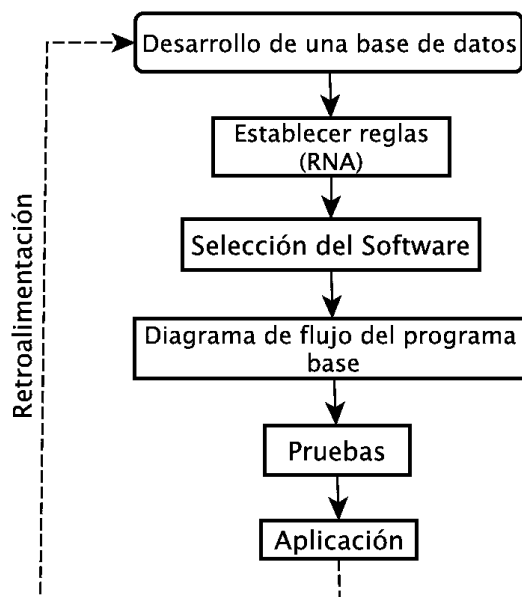 Desarrollo de una base de datos
Establecer reglas
(RNA)
Selección del Software
Diagrama de flujo del programa
base
Pruebas
Aplicación
Retroalimentación